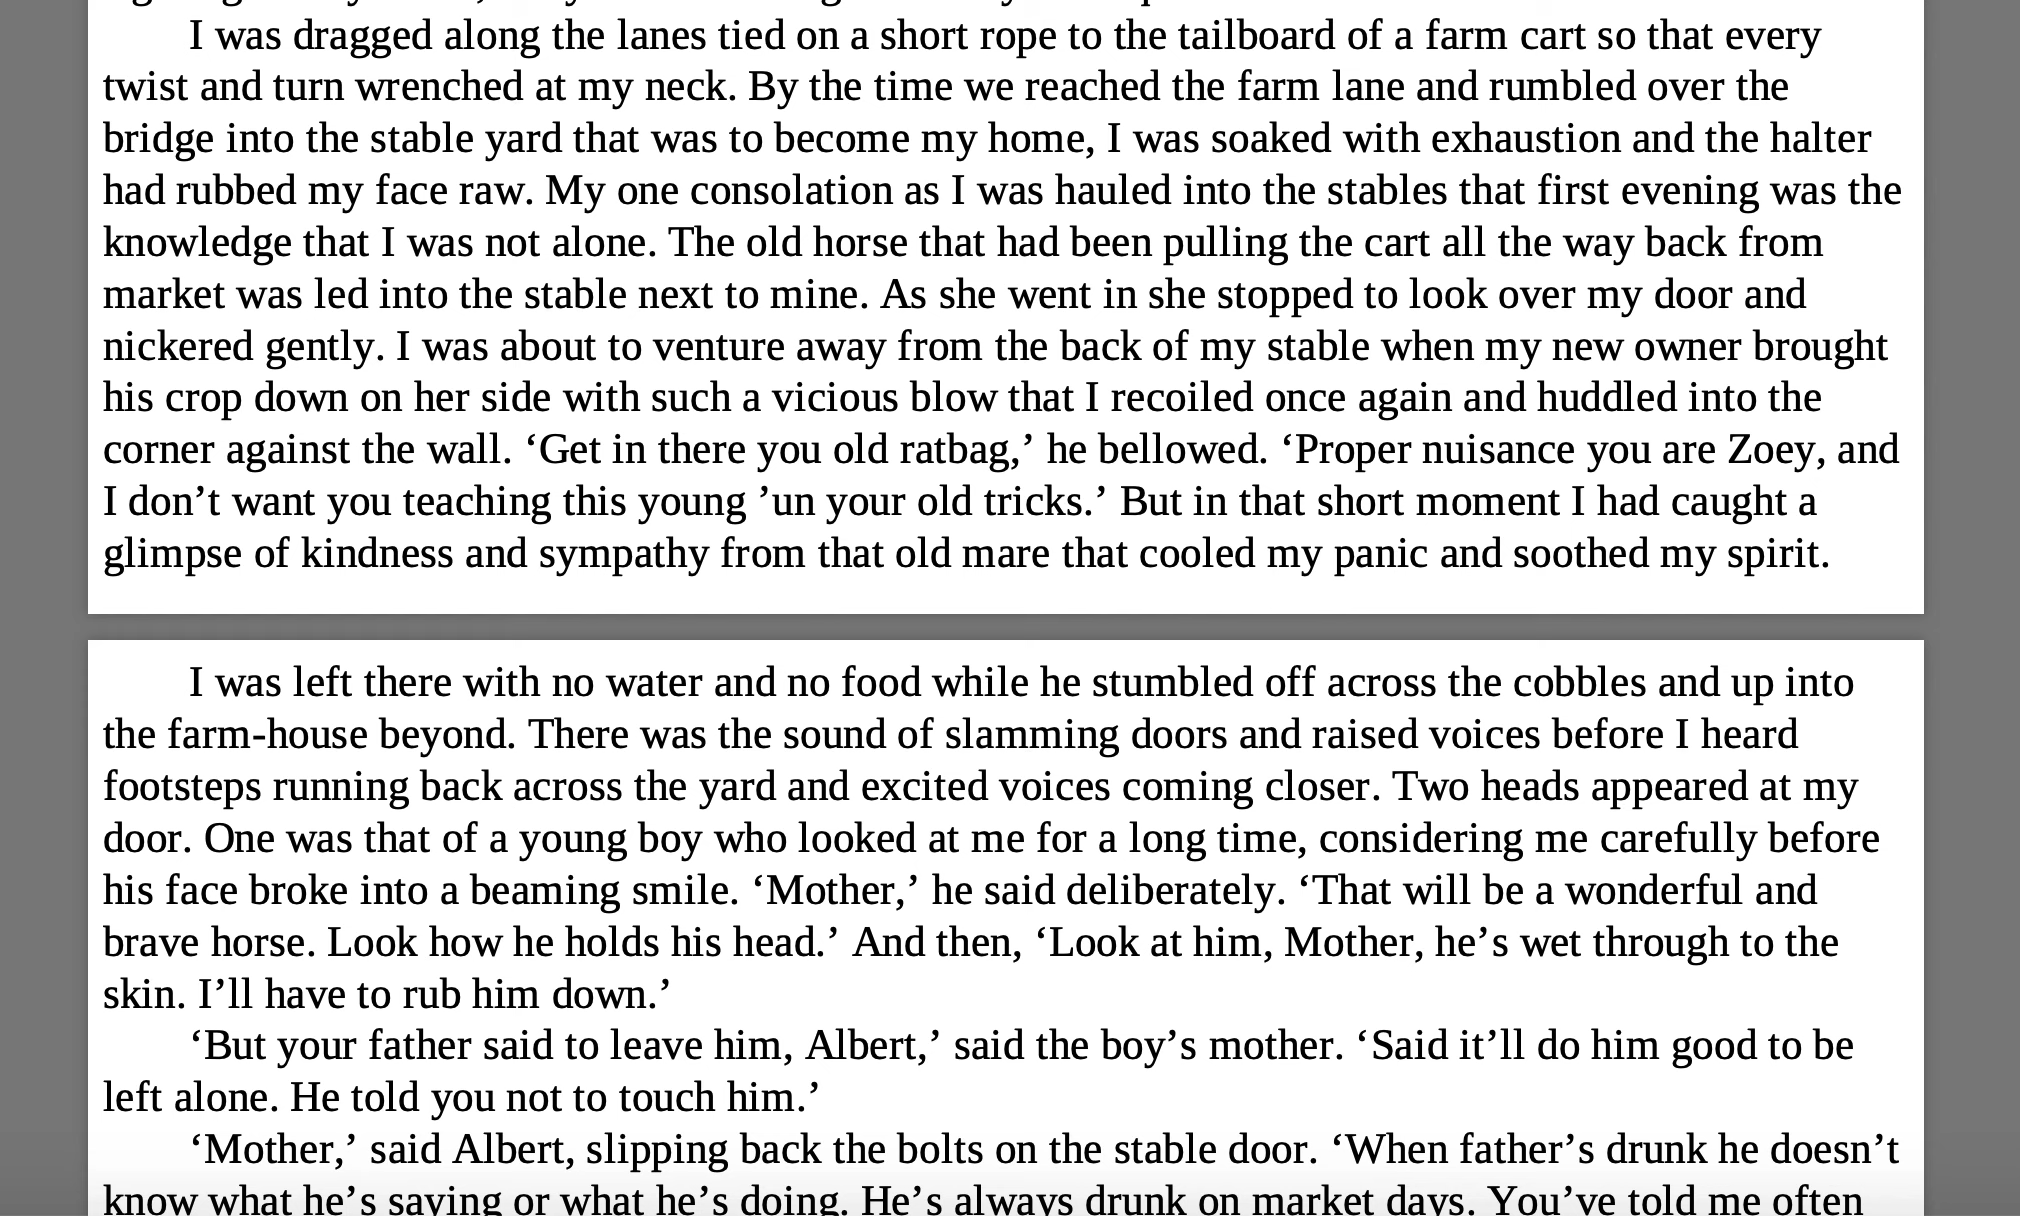 I was dragged along the lanes tied on a short rope to the tailboard of a farm cart so that every
twist and turn wrenched at my neck. By the time we reached the farm lane and rumbled over the
bridge into the stable yard that was to become my home, I was soaked with exhaustion and the halter
had rubbed my face raw. My one consolation as I was hauled into the stables that first evening was the
knowledge that I was not alone. The old horse that had been pulling the cart all the way back from
market was led into the stable next to mine. As she went in she stopped to look over my door and
nickered gently. I was about to venture away from the back of my stable when my new owner brought
his crop down on her side with such a vicious blow that I recoiled once again and huddled into the
corner against the wall. ‘Get in there you old ratbag,’ he bellowed. ‘Proper nuisance you are Zoey, and
I don’t want you teaching this young ’un your old tricks.’ But in that short moment I had caught a
glimpse of kindness and sympathy from that old mare that cooled my panic and soothed my spirit.
I was left there with no water and no food while he stumbled off across the cobbles and up into
the farm-house beyond. There was the sound of slamming doors and raised voices before I heard
footsteps running back across the yard and excited voices coming closer. Two heads appeared at my
door. One was that of a young boy who looked at me for a long time, considering me carefully before
his face broke into a beaming smile. ‘Mother,’ he said deliberately. ‘That will be a wonderful and
brave horse. Look how he holds his head.’ And then, ‘Look at him, Mother, he’s wet through to the
skin. I’ll have to rub him down.’
‘But your father said to leave him, Albert,’ said the boy’s mother. ‘Said it’ll do him good to be
left alone. He told you not to touch him.’
‘Mother,’ said Albert, slipping back the bolts on the stable door. ‘When father’s drunk he doesn’t
know what he’s saying or what he’s doing. He’s always drunk on market days. You’ve told me often